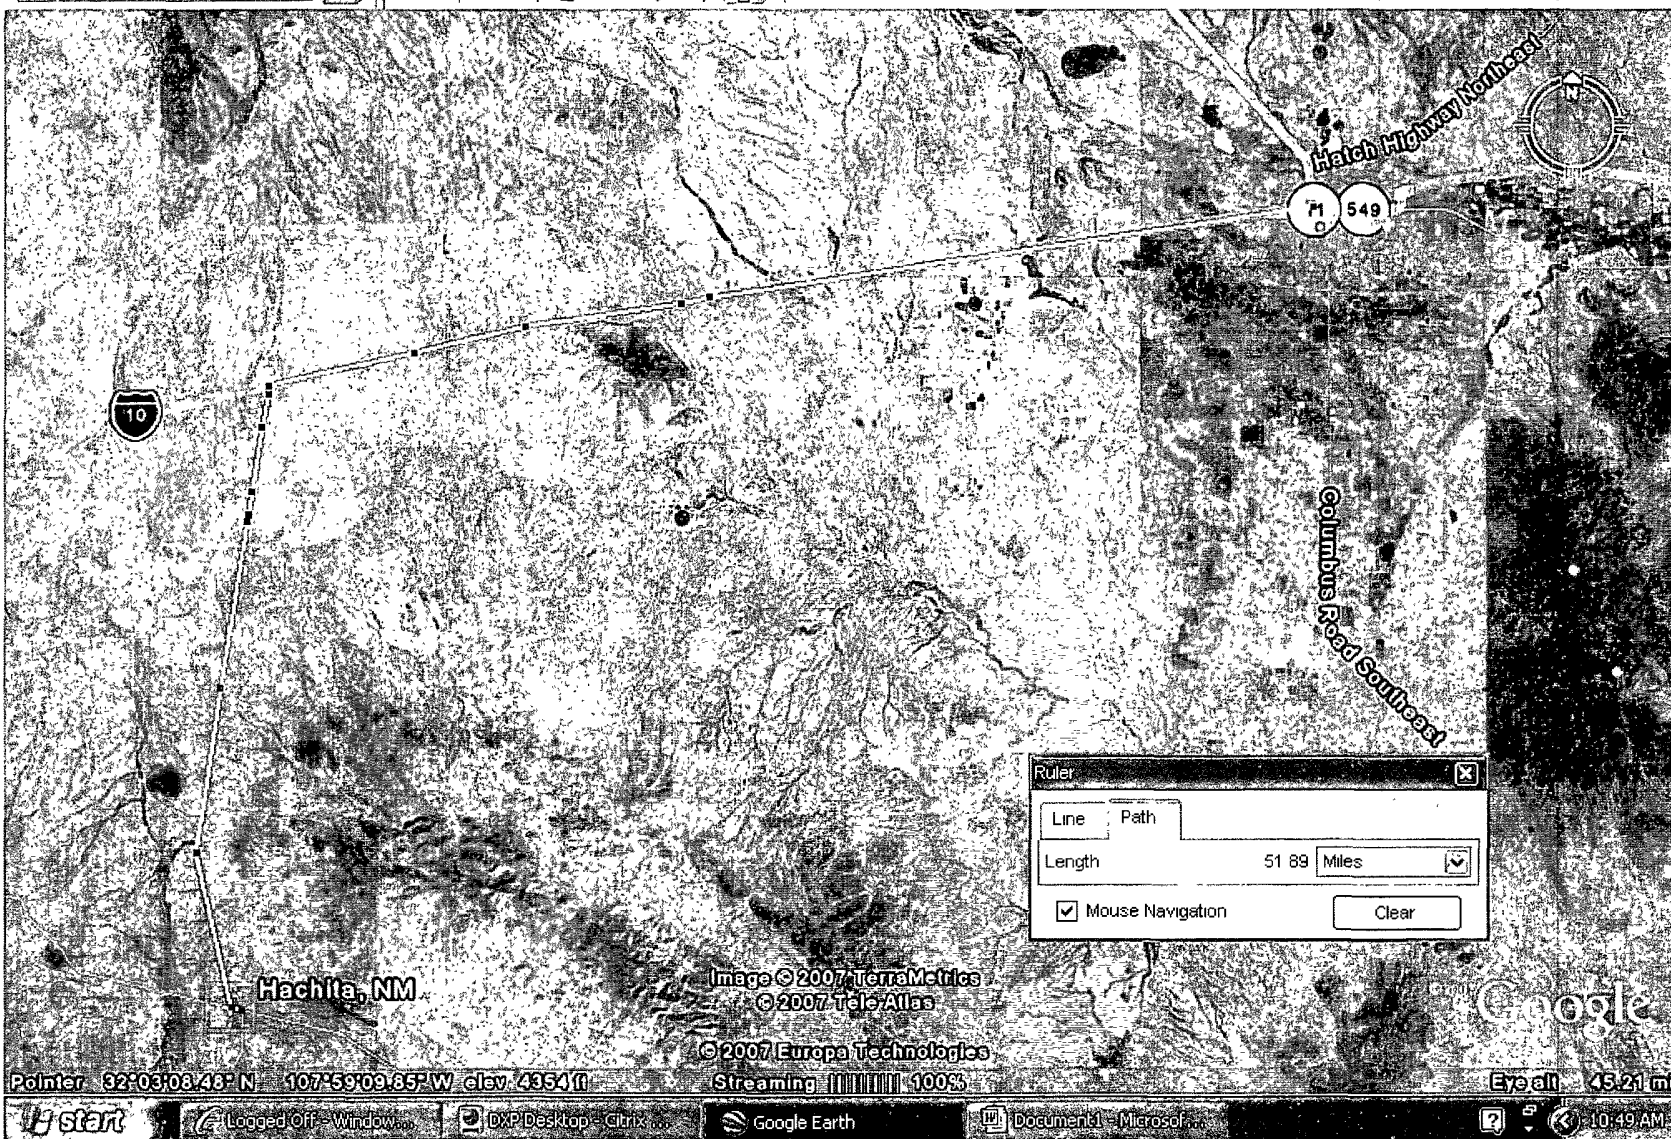 Hatch Highway Northeast
N
549
10
Columbus Road Southeast
Ruler
Line
Path
Length
51 89
Miles
Mouse Navigation
Clear
Hachita, NM
Image © 2007 TerraMetrics
© 2007 Tele Atlas
© 2007 Europa Technologies
Google
Pointer 32°03'08.48" N 107°59'09.85" W elev 4354 ft
Streaming 100%
Eye alt 45.21 mi
start
Logged Off - Window...
DXP Desktop - Citrix ...
Google Earth
Document1 - Microsof...
10:49 AM